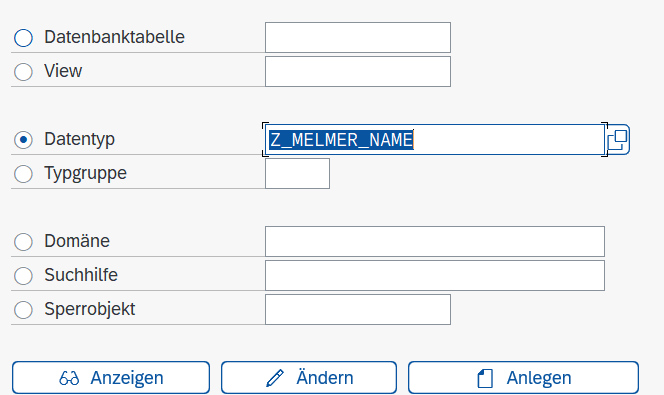 Datenbanktabelle
View
Datentyp Z_MELMER_NAME
Typgruppe
Domäne
Suchhilfe
Sperrobjekt
Anzeigen Ändern Anlegen